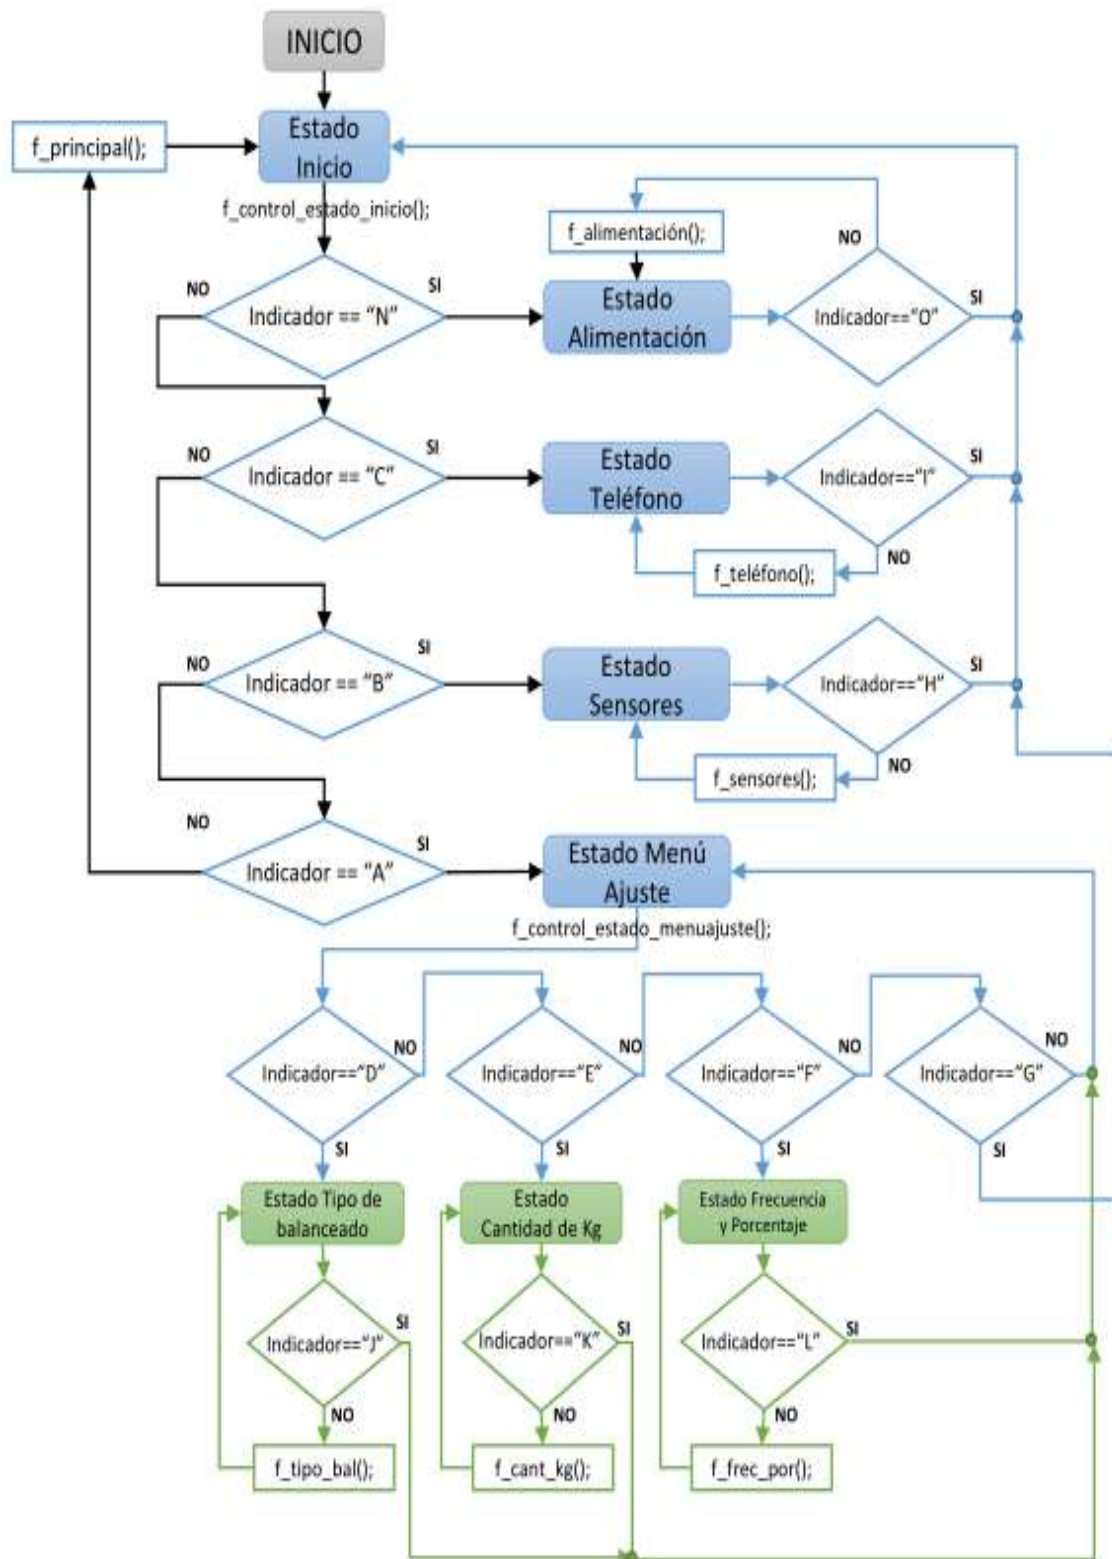 INICIO
Estado
Inicio
f_principal();
f_control_estado_inicio();
f_alimentación();
NO
NO
SI
SI
Indicador == “N”
Estado
Alimentación
Indicador==“O”
NO
SI
SI
Indicador == “C”
Estado
Teléfono
Indicador==“I”
NO
f_teléfono();
NO
SI
SI
Indicador == “B”
Estado
Sensores
Indicador==“H”
NO
f_sensores();
NO
SI
Indicador == “A”
Estado Menú
Ajuste
f_control_estado_menuajuste();
NO
NO
NO
NO
Indicador==“D”
Indicador==“E”
Indicador==“F”
Indicador==“G”
SI
SI
SI
SI
Estado Tipo de
balanceado
Estado
Cantidad de Kg
Estado Frecuencia
y Porcentaje
SI
SI
SI
Indicador==“J”
Indicador==“K”
Indicador==“L”
NO
NO
NO
f_tipo_bal();
f_cant_kg();
f_frec_por();